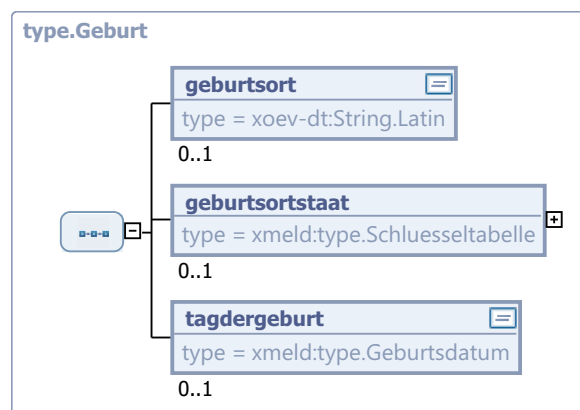 type.Geburt
geburtsort
type = xoev-dt:String.Latin
0..1
geburtsortstaat
type = xmeld:type.Schluesseltabelle
0..1
tagdergeburt
type = xmeld:type.Geburtsdatum
0..1